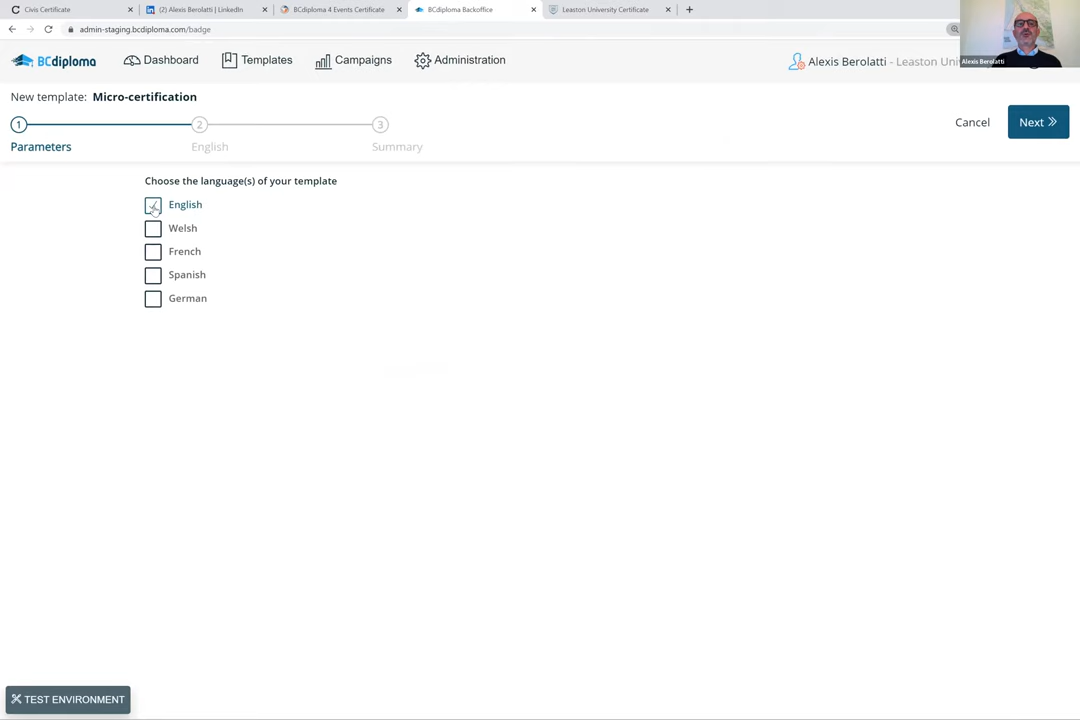 Civis Certificate
(2) Alexis Berolatti | LinkedIn
BCdiploma 4 Events Certificate
BCdiploma Backoffice
Leaston University Certificate
admin-staging.bcdiploma.com/badge
BCdiploma
Dashboard
Templates
Campaigns
Administration
Alexis Berolatti - Leaston Uni
Alexis Berolatti
New template: Micro-certification
1
2
3
Parameters
English
Summary
Cancel
Next
Choose the language(s) of your template
English
Welsh
French
Spanish
German
TEST ENVIRONMENT